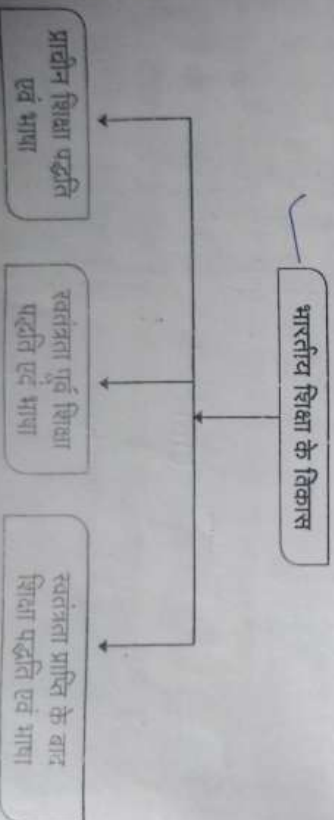 भारतीय शिक्षा के विकास
प्राचीन शिक्षा पद्धति
एवं भाषा
स्वतंत्रता पूर्व शिक्षा
पद्धति एवं भाषा
स्वतंत्रता प्राप्ति के बाद
शिक्षा पद्धति एवं भाषा